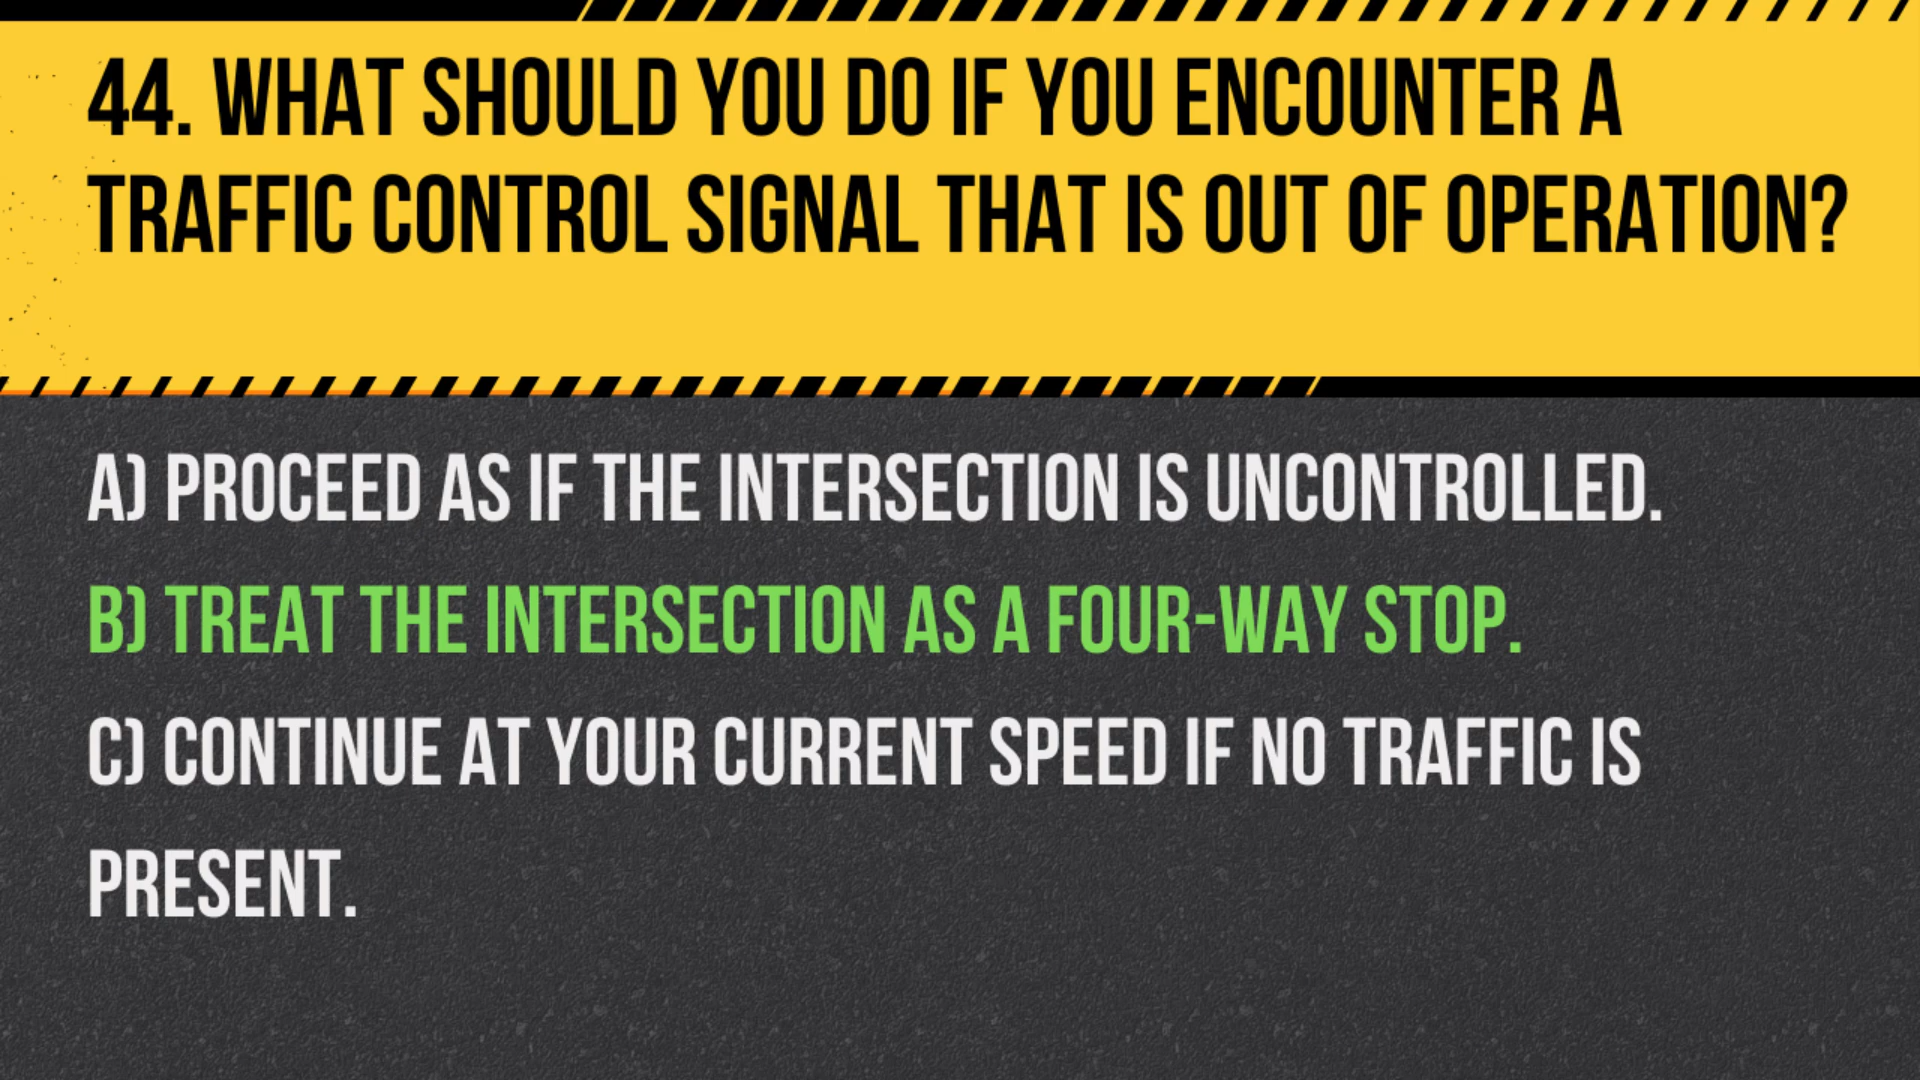 44. WHAT SHOULD YOU DO IF YOU ENCOUNTER A
TRAFFIC CONTROL SIGNAL THAT IS OUT OF OPERATION?
A) PROCEED AS IF THE INTERSECTION IS UNCONTROLLED.
B) TREAT THE INTERSECTION AS A FOUR-WAY STOP.
C) CONTINUE AT YOUR CURRENT SPEED IF NO TRAFFIC IS
PRESENT.